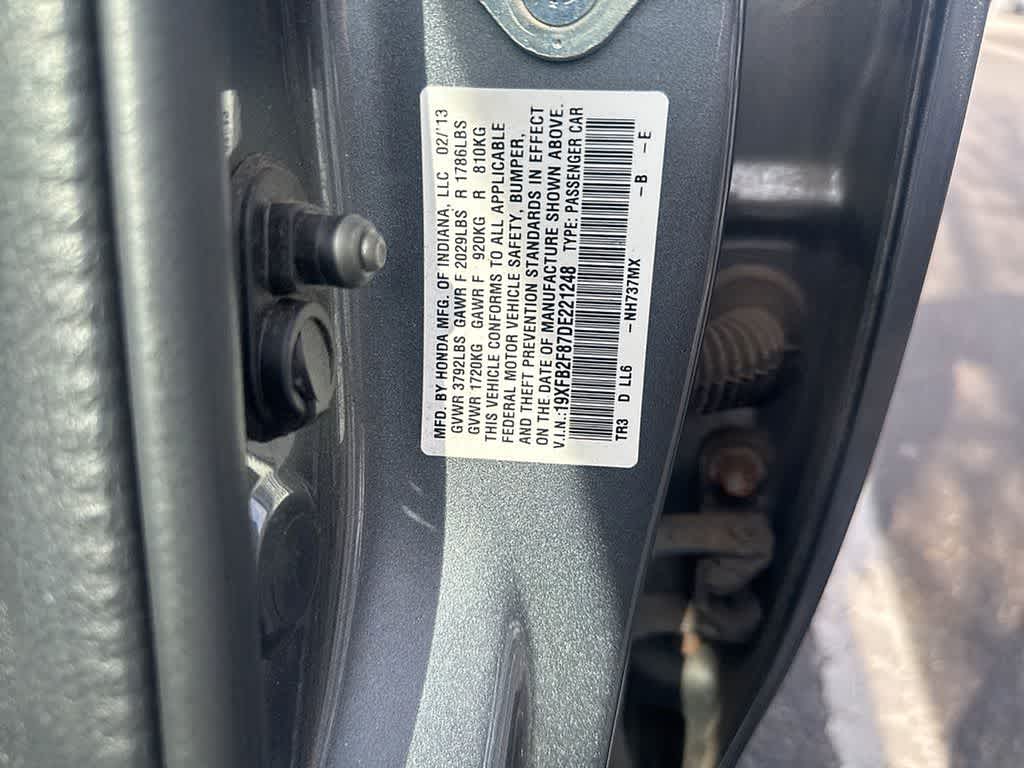 MFD. BY HONDA MFG. OF INDIANA, LLC 02/'13
GVWR 3792LBS GAWR F 2029LBS R 1786LBS
GVWR 1720KG GAWR F 920KG R 810KG
THIS VEHICLE CONFORMS TO ALL APPLICABLE
FEDERAL MOTOR VEHICLE SAFETY, BUMPER,
AND THEFT PREVENTION STANDARDS IN EFFECT
ON THE DATE OF MANUFACTURE SHOWN ABOVE.
V.I.N.:19XFB2F87DE221248 TYPE: PASSENGER CAR
TR3 D LL6 -NH737MX -B -E